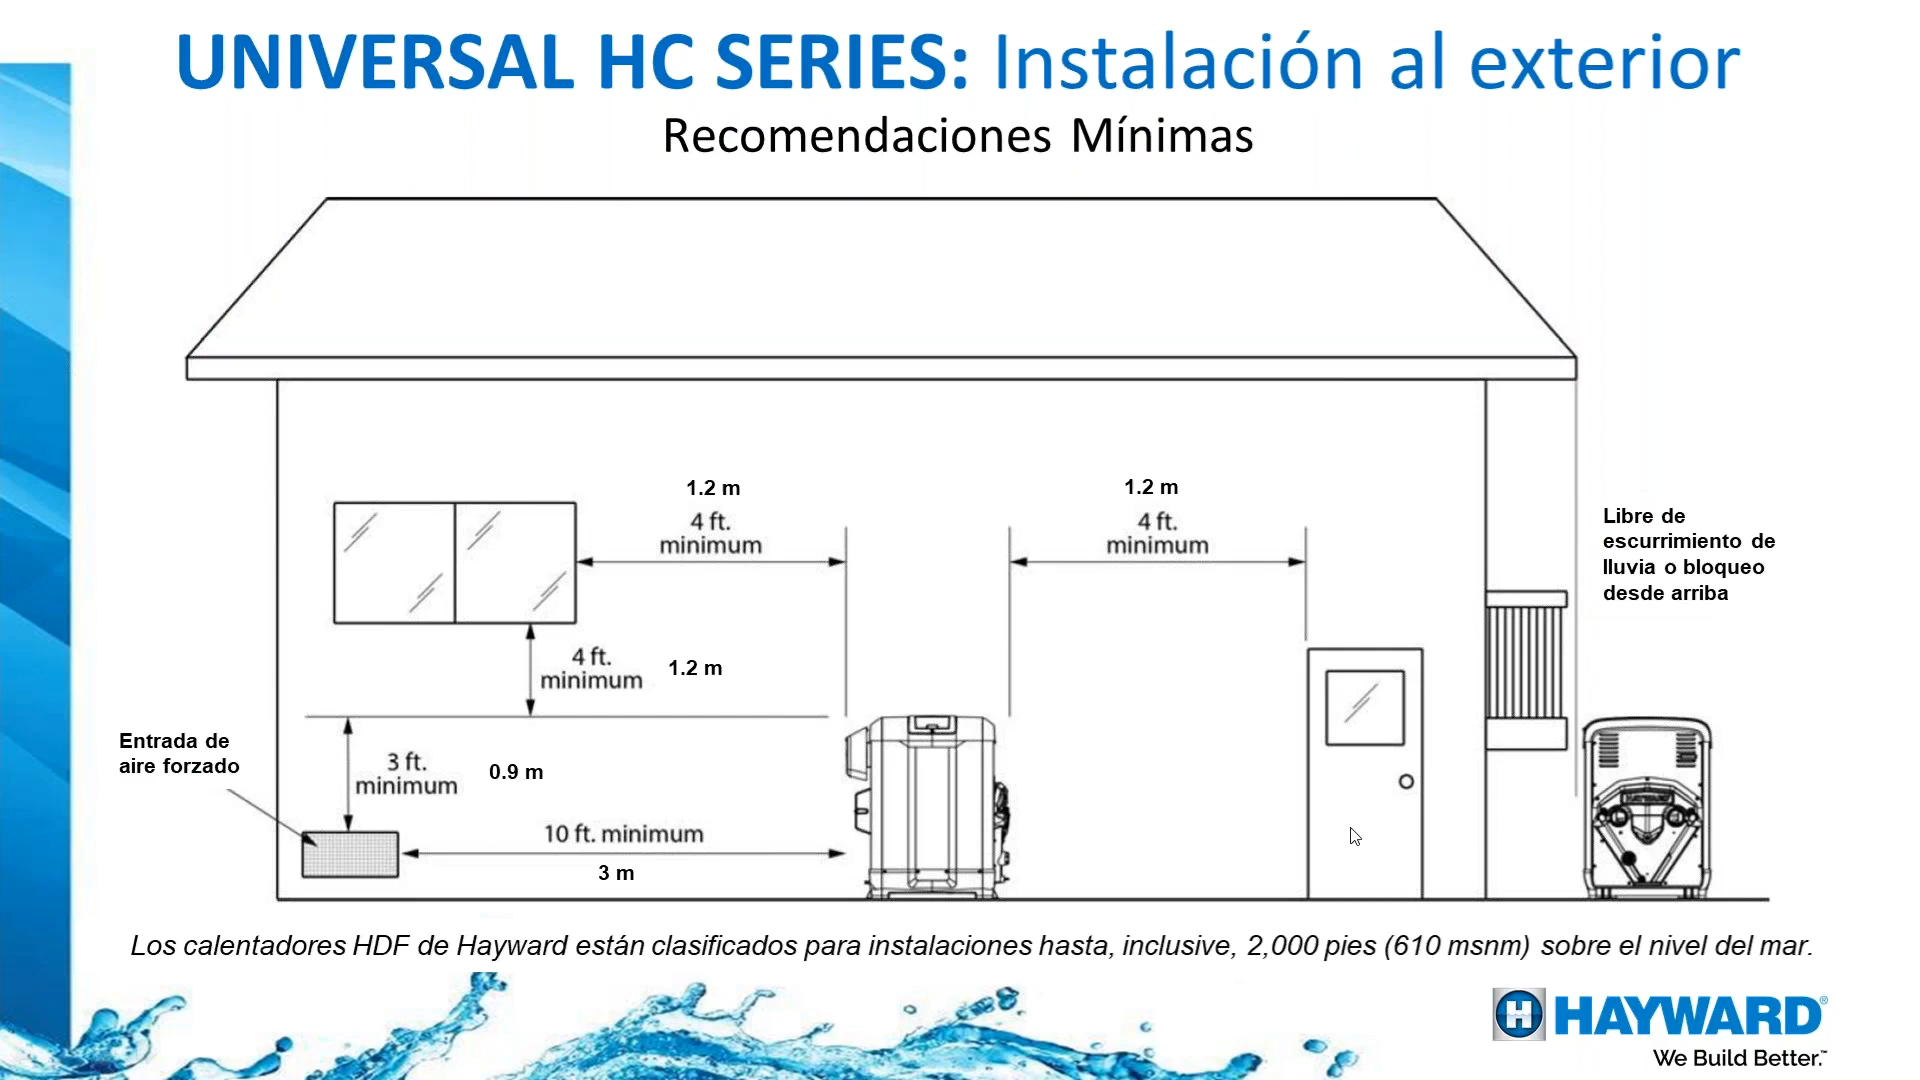 UNIVERSAL HC SERIES: Instalación al exterior
Recomendaciones Mínimas
1.2 m
4 ft.
minimum
1.2 m
4 ft.
minimum
Libre de
escurrimiento de
lluvia o bloqueo
desde arriba
4 ft.
minimum
1.2 m
Entrada de
aire forzado
3 ft.
minimum
0.9 m
10 ft. minimum
3 m
HAYWARD
Los calentadores HDF de Hayward están clasificados para instalaciones hasta, inclusive, 2,000 pies (610 msnm) sobre el nivel del mar.
H HAYWARD®
We Build Better.™